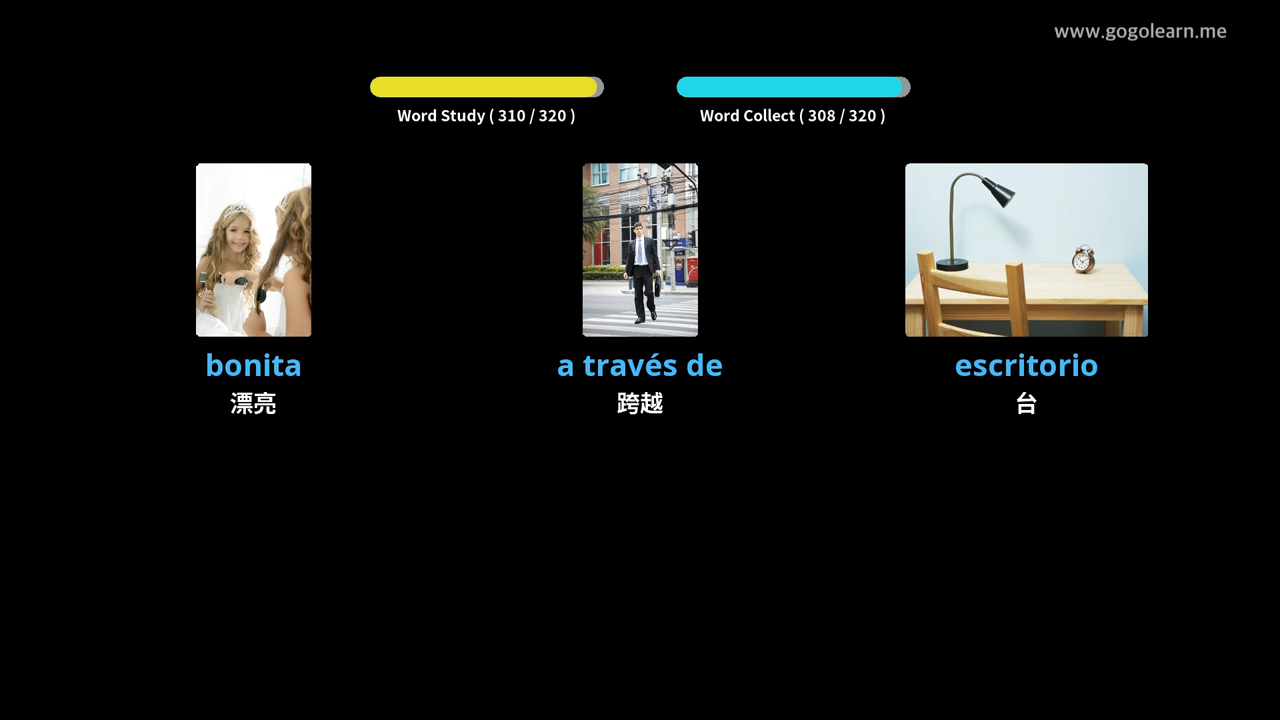 www.gogolearn.me
Word Study ( 310 / 320 )
Word Collect ( 308 / 320 )
bonita
漂亮
a través de
跨越
escritorio
台